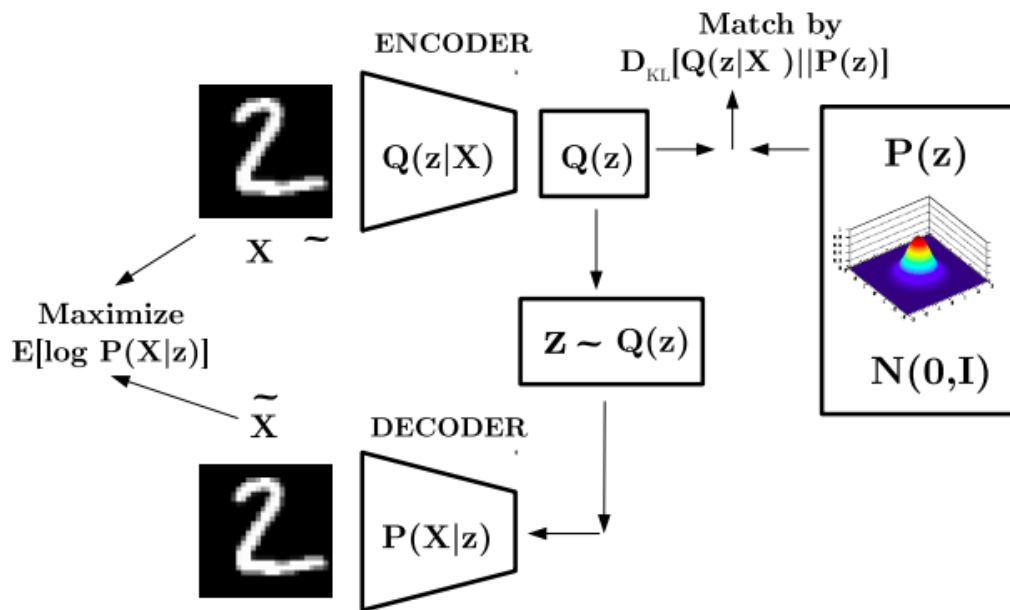 ENCODER
Match by
D_KL[Q(z|X )||P(z)]
Q(z|X)
Q(z)
P(z)
X ~
Maximize
E[log P(X|z)]
z ~ Q(z)
N(0,I)
X̃
DECODER
P(X|z)